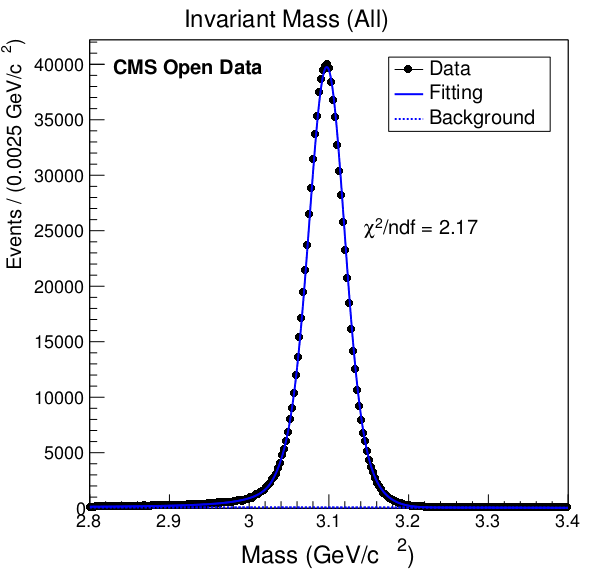 Invariant Mass (All)
Events / (0.0025 GeV/c ²)
CMS Open Data
Data
Fitting
Background
χ²/ndf = 2.17
40000
35000
30000
25000
20000
15000
10000
5000
0
2.8 2.9 3 3.1 3.2 3.3 3.4
Mass (GeV/c ²)